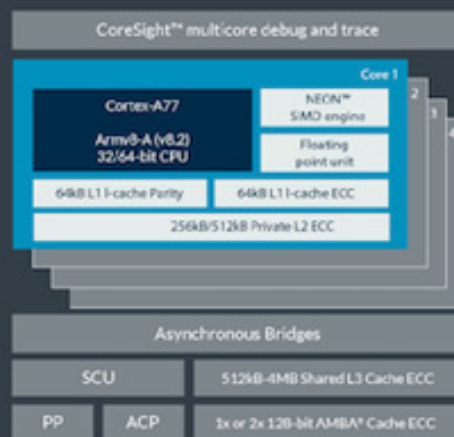 CoreSight™ multicore debug and trace
Core 1
2
3
4
Cortex-A77
Armv8-A (v8.2)
32/64-bit CPU
NEON™
SIMD engine
Floating
point unit
64kB L1 I-cache Parity
64kB L1 I-cache ECC
256kB/512kB Private L2 ECC
Asynchronous Bridges
SCU
512kB-4MB Shared L3 Cache ECC
PP
ACP
1x or 2x 128-bit AMBA® Cache ECC